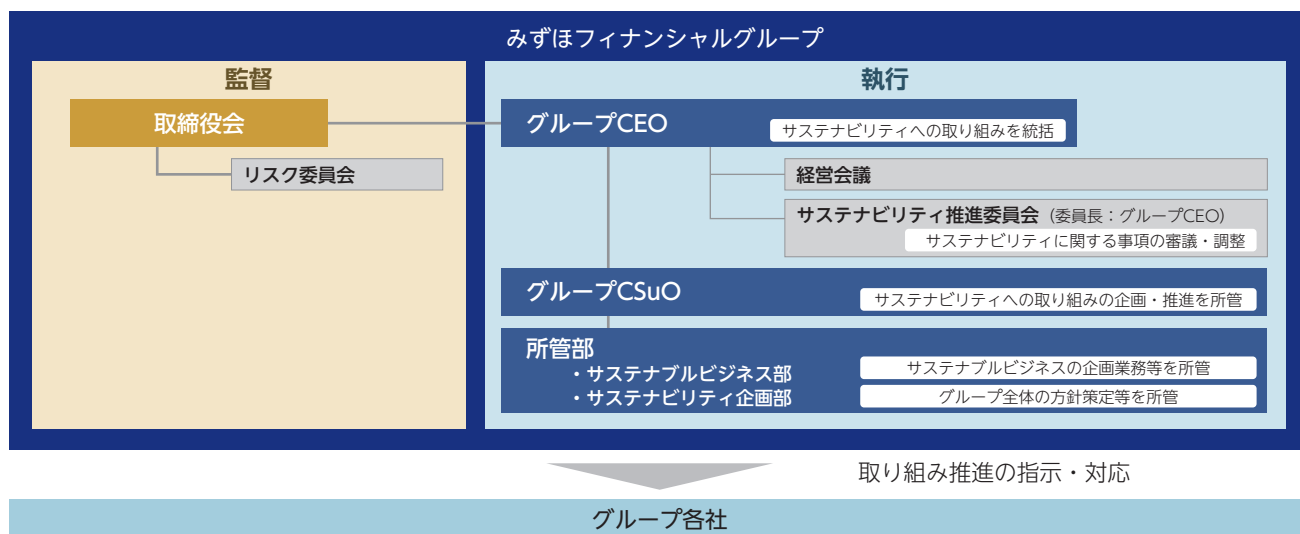 みずほフィナンシャルグループ
監督
取締役会
リスク委員会
執行
グループCEO
サステナビリティへの取り組みを統括
経営会議
サステナビリティ推進委員会（委員長：グループCEO）
サステナビリティに関する事項の審議・調整
グループCSuO
サステナビリティへの取り組みの企画・推進を所管
所管部
・サステナブルビジネス部
サステナブルビジネスの企画業務等を所管
・サステナビリティ企画部
グループ全体の方針策定等を所管
取り組み推進の指示・対応
グループ各社